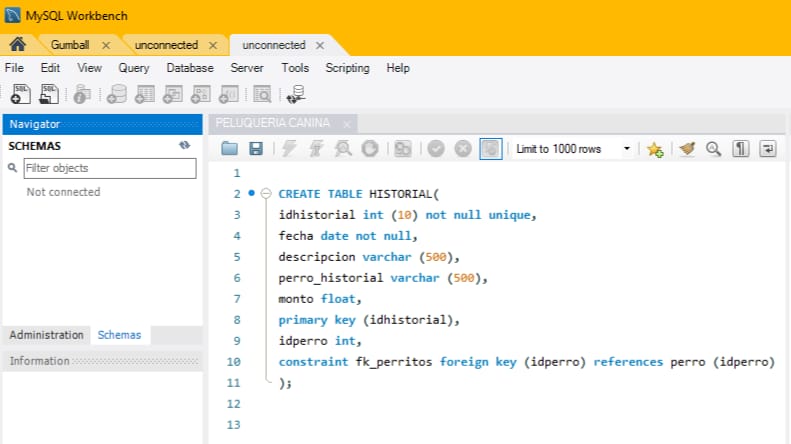 MySQL Workbench
Gumball × unconnected × unconnected ×
File Edit View Query Database Server Tools Scripting Help
Navigator
PELUQUERIA CANINA ×
SCHEMAS
Limit to 1000 rows
Filter objects
Not connected
Administration Schemas
Information
1
2 CREATE TABLE HISTORIAL(
3 idhistorial int (10) not null unique,
4 fecha date not null,
5 descripcion varchar (500),
6 perro_historial varchar (500),
7 monto float,
8 primary key (idhistorial),
9 idperro int,
10 constraint fk_perritos foreign key (idperro) references perro (idperro)
11 );
12
13